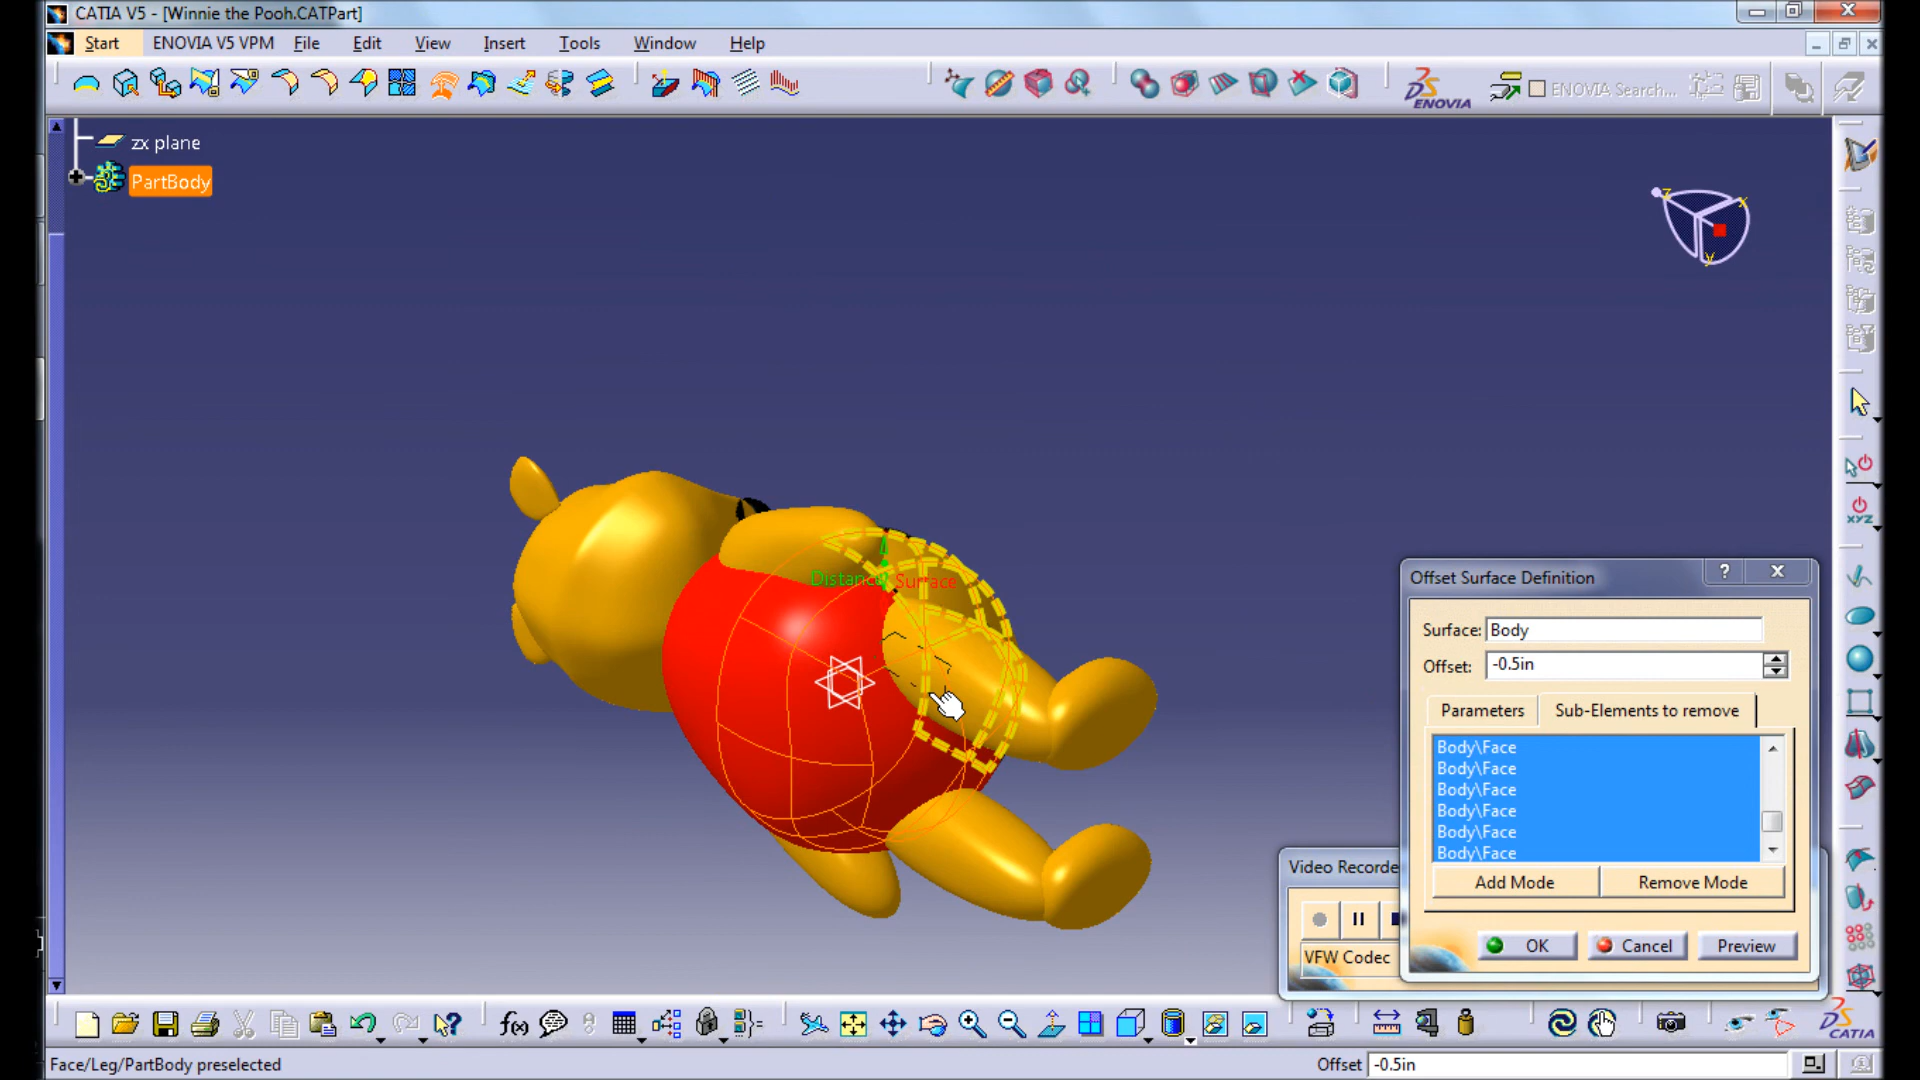 CATIA V5 - [Winnie the Pooh.CATPart]
Start ENOVIA V5 VPM File Edit View Insert Tools Window Help
ENOVIA
ENOVIA Search...
zx plane
PartBody
z x
y
Distance Surface
Offset Surface Definition
Surface: Body
Offset: -0.5in
Parameters Sub-Elements to remove
Body\Face
Body\Face
Body\Face
Body\Face
Body\Face
Body\Face
Add Mode Remove Mode
OK Cancel Preview
Video Recorde
VFW Codec
XYZ
f(x)
CATIA
Face/Leg/PartBody preselected
Offset -0.5in